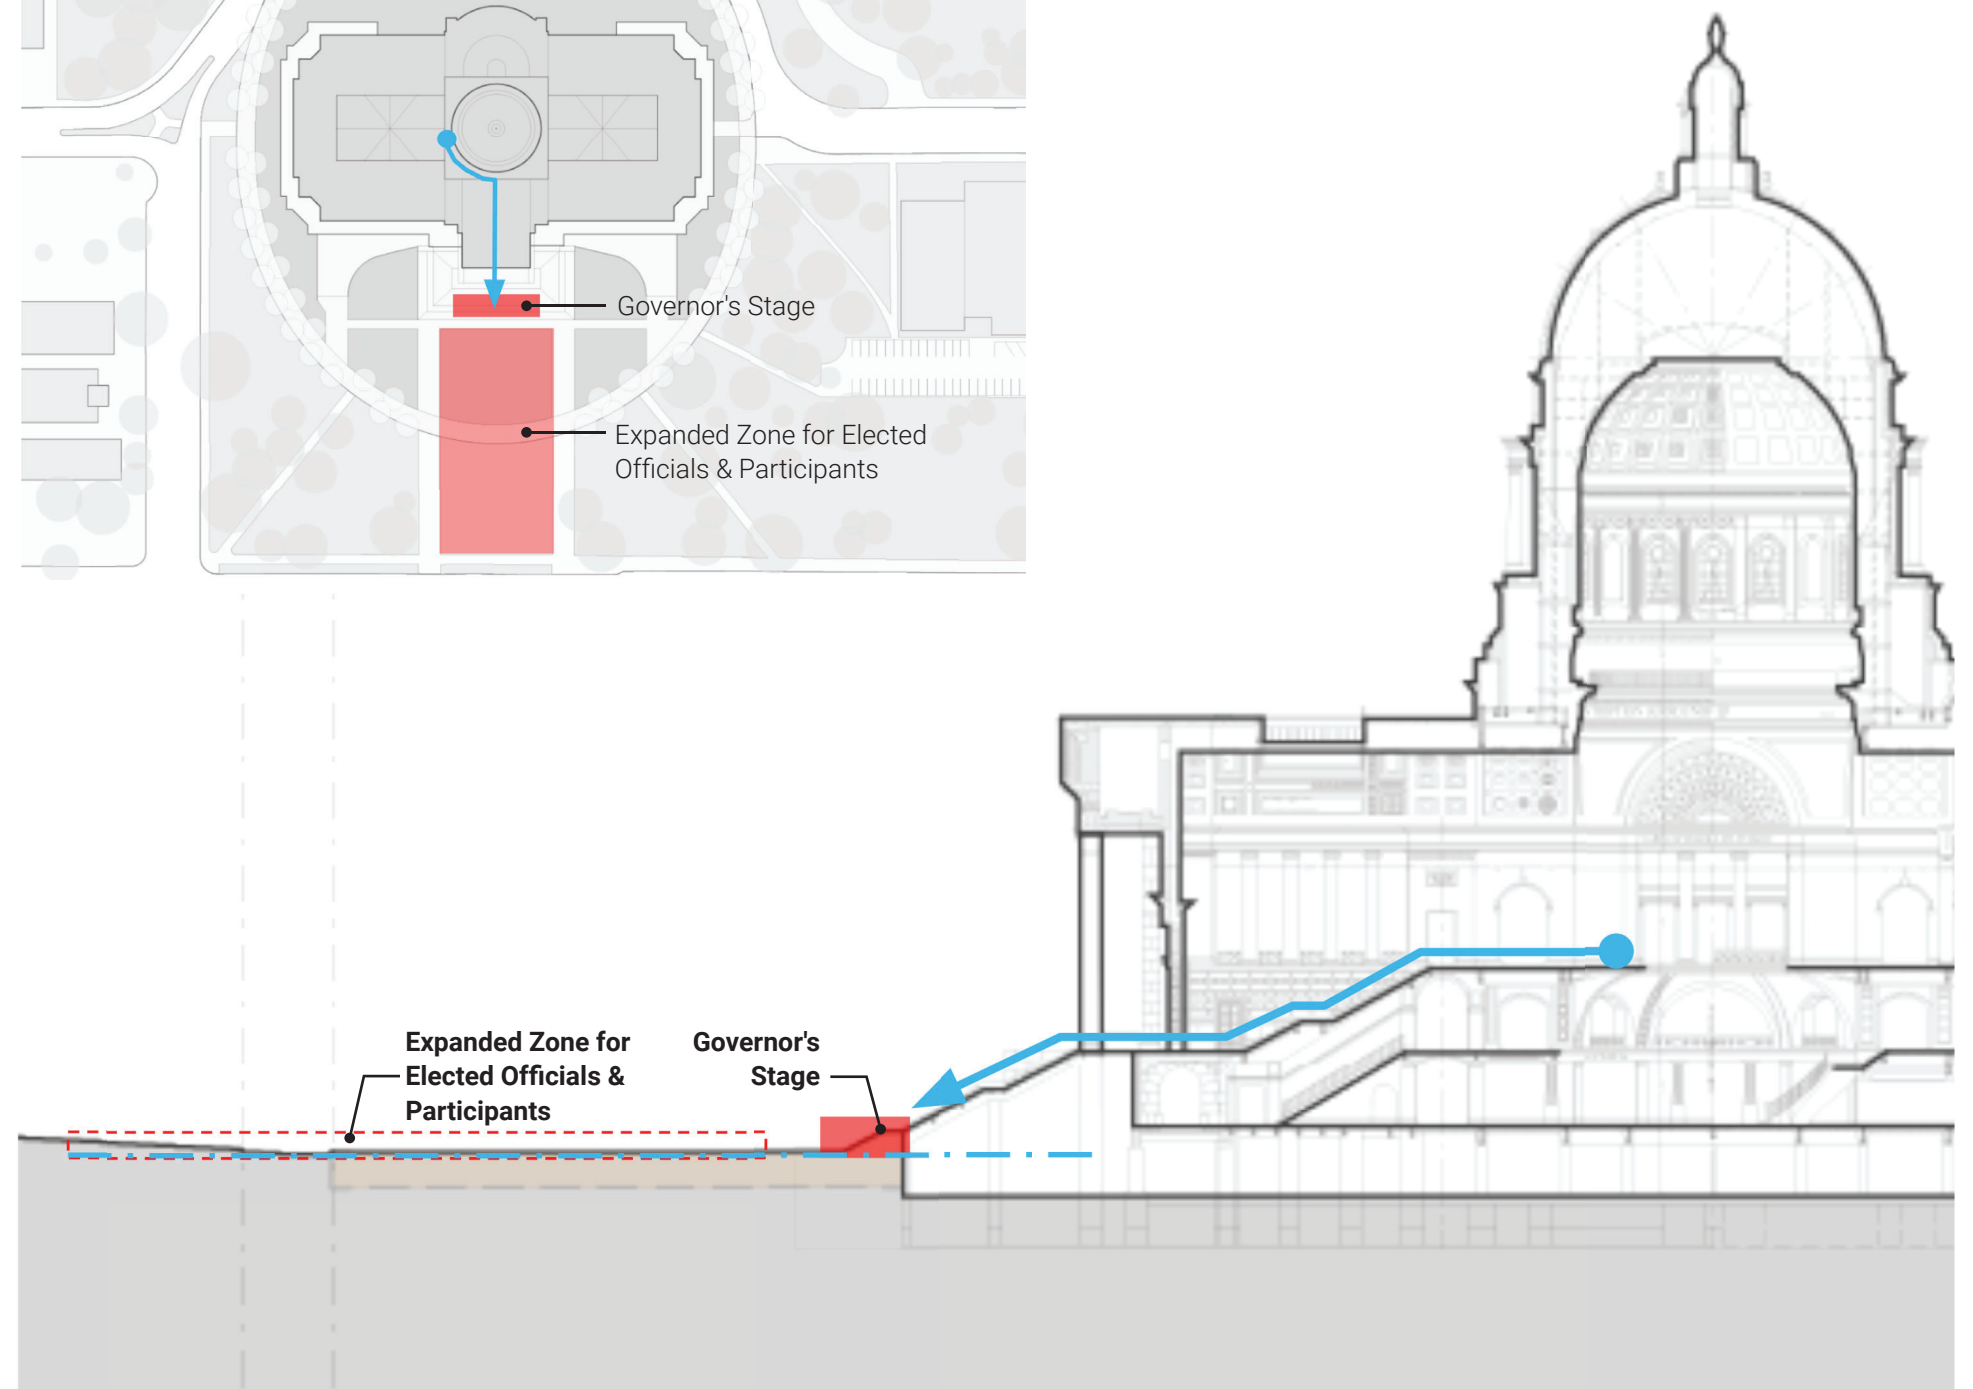 Governor's Stage
Expanded Zone for Elected
Officials & Participants
Expanded Zone for
Elected Officials &
Participants
Governor's
Stage